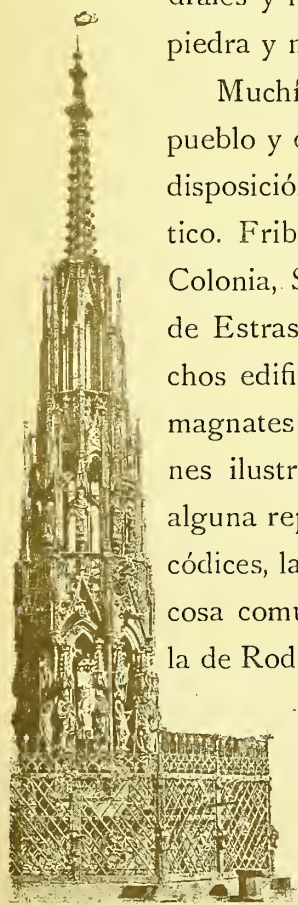 piedra y
Muchí
pueblo y
disposició
tico. Frib
Colonia, S
de Estras
chos edifi
magnates
nes ilustr
alguna rep
códices, la
cosa comu
la de Rod